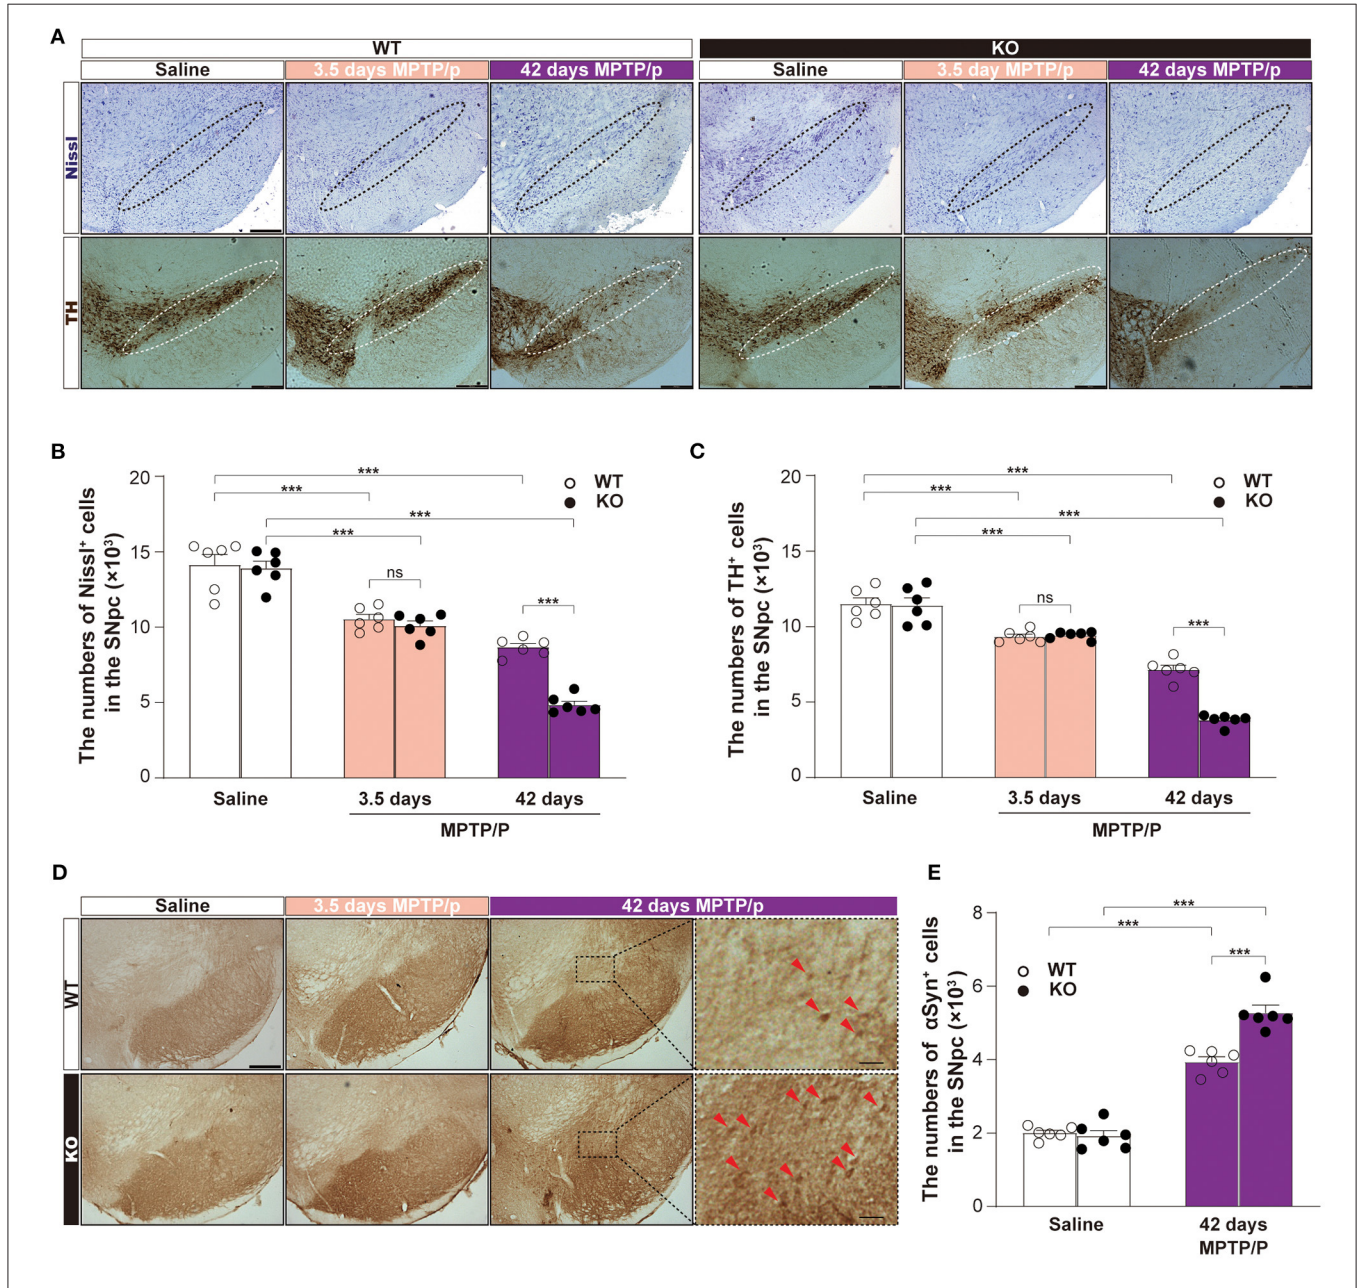 A
WT
KO
Saline
3.5 days MPTP/p
42 days MPTP/p
Saline
3.5 day MPTP/p
42 days MPTP/p
Nissl
TH
B
The numbers of Nissl⁺ cells
in the SNpc (×10³)
20
15
10
5
0
***
***
***
***
ns
***
WT
KO
Saline
3.5 days
42 days
MPTP/P
C
The numbers of TH⁺ cells
in the SNpc (×10³)
20
15
10
5
0
***
***
***
***
ns
***
WT
KO
Saline
3.5 days
42 days
MPTP/P
D
Saline
3.5 days MPTP/p
42 days MPTP/p
WT
KO
E
The numbers of αSyn⁺ cells
in the SNpc (×10³)
8
6
4
2
0
***
***
***
WT
KO
Saline
42 days
MPTP/P